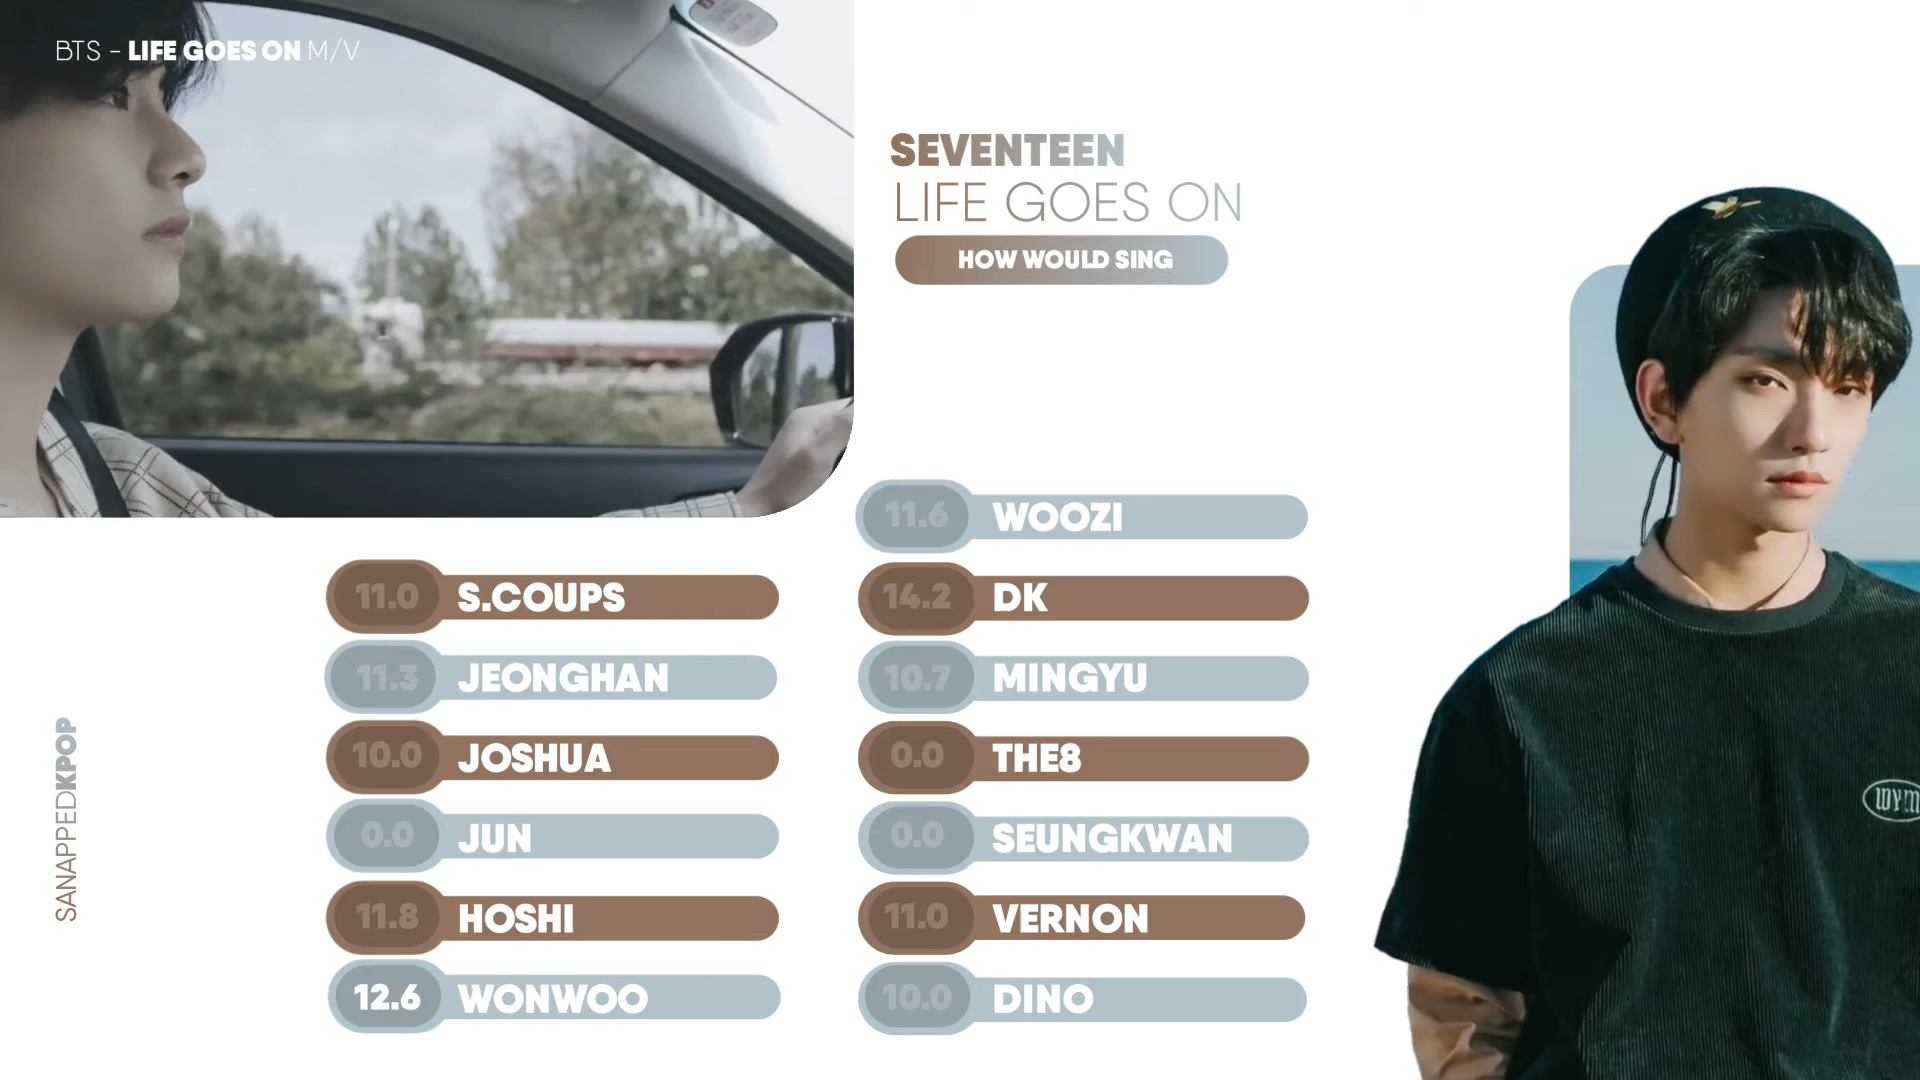 BTS - LIFE GOES ON M/V
SEVENTEEN
LIFE GOES ON
HOW WOULD SING
11.0 S.COUPS
11.3 JEONGHAN
10.0 JOSHUA
0.0 JUN
11.8 HOSHI
12.6 WONWOO
11.6 WOOZI
14.2 DK
10.7 MINGYU
0.0 THE8
0.0 SEUNGKWAN
11.0 VERNON
10.0 DINO
SANAPPEDKPOP